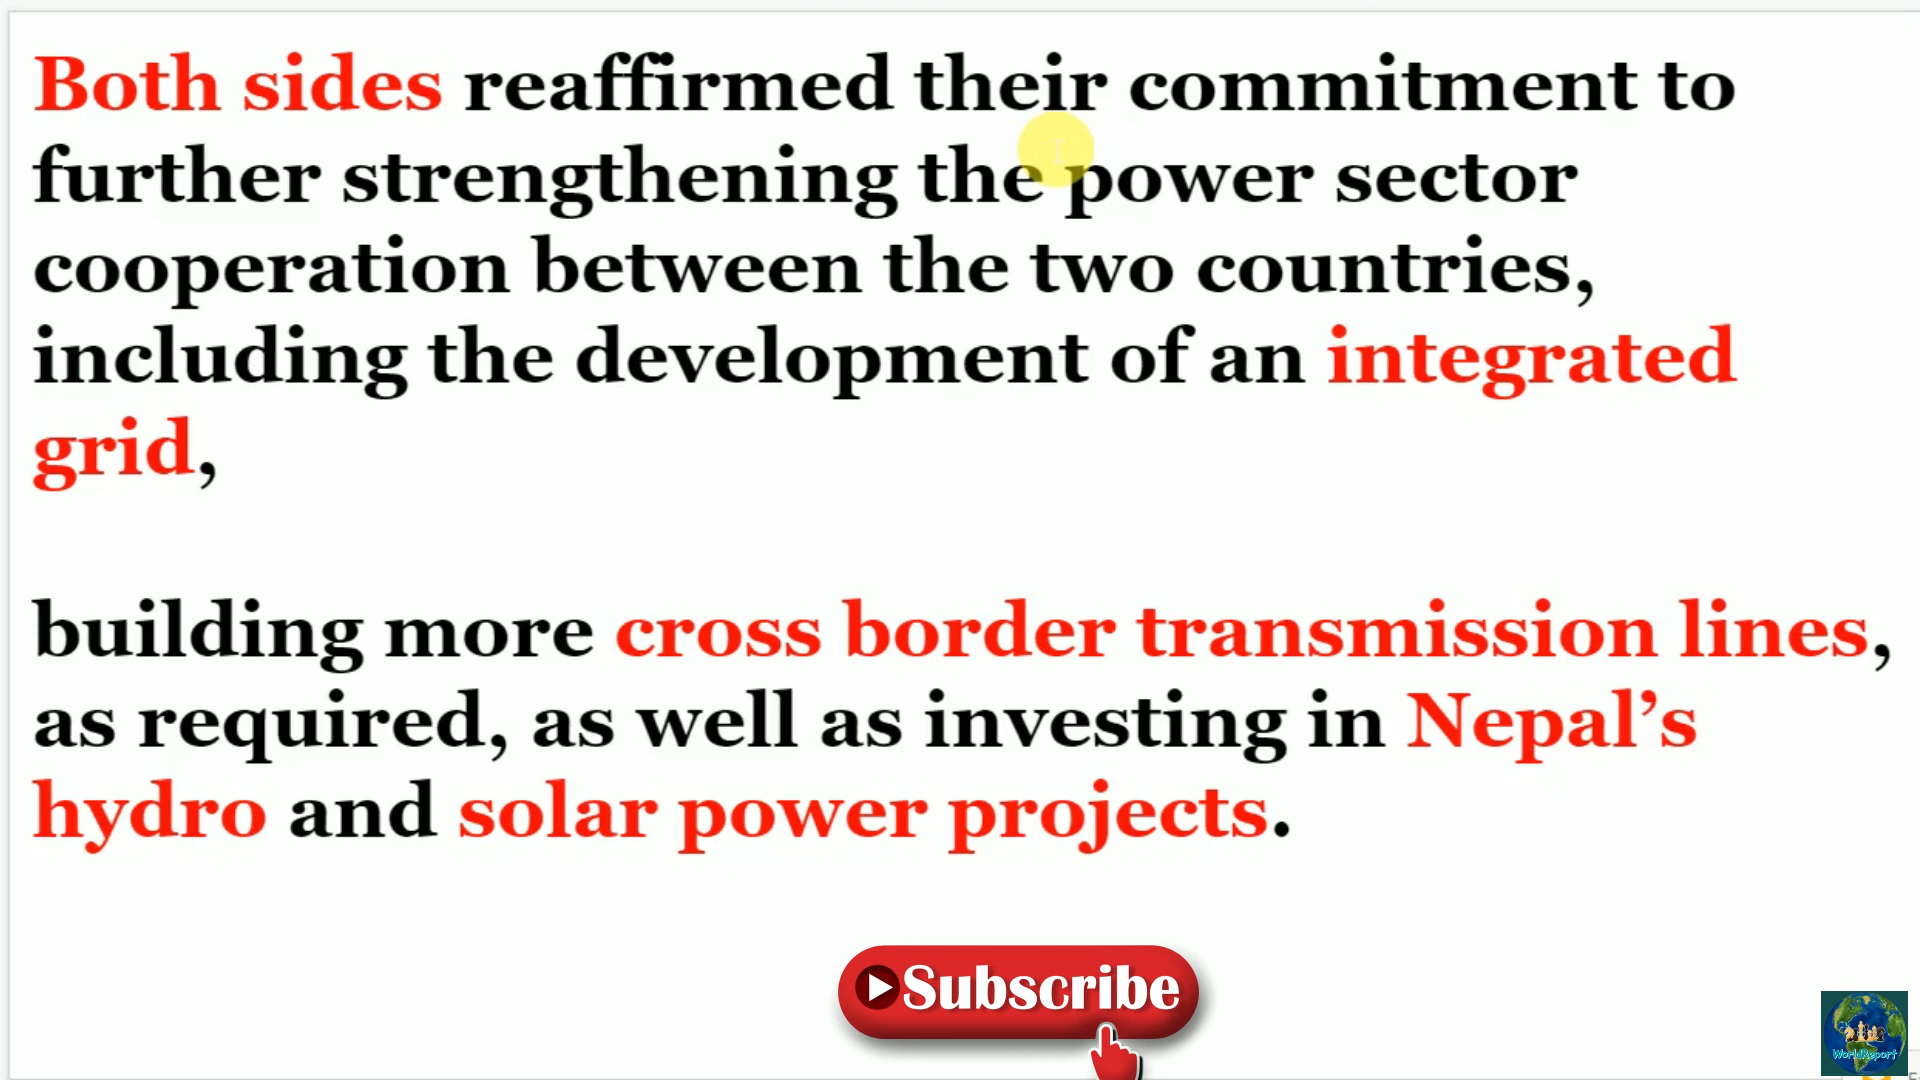 Both sides reaffirmed their commitment to
further strengthening the power sector
cooperation between the two countries,
including the development of an integrated
grid,
building more cross border transmission lines,
as required, as well as investing in Nepal’s
hydro and solar power projects.
Subscribe
WorldReport